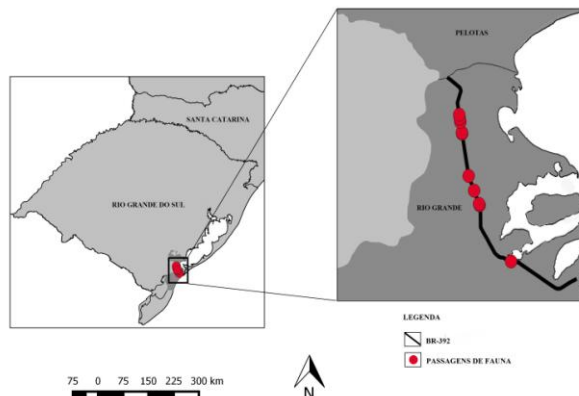 PELOTAS
SANTA CATARINA
RIO GRANDE DO SUL
RIO GRANDE
LEGENDA
BR-392
PASSAGENS DE FAUNA
75 0 75 150 225 300 km
N